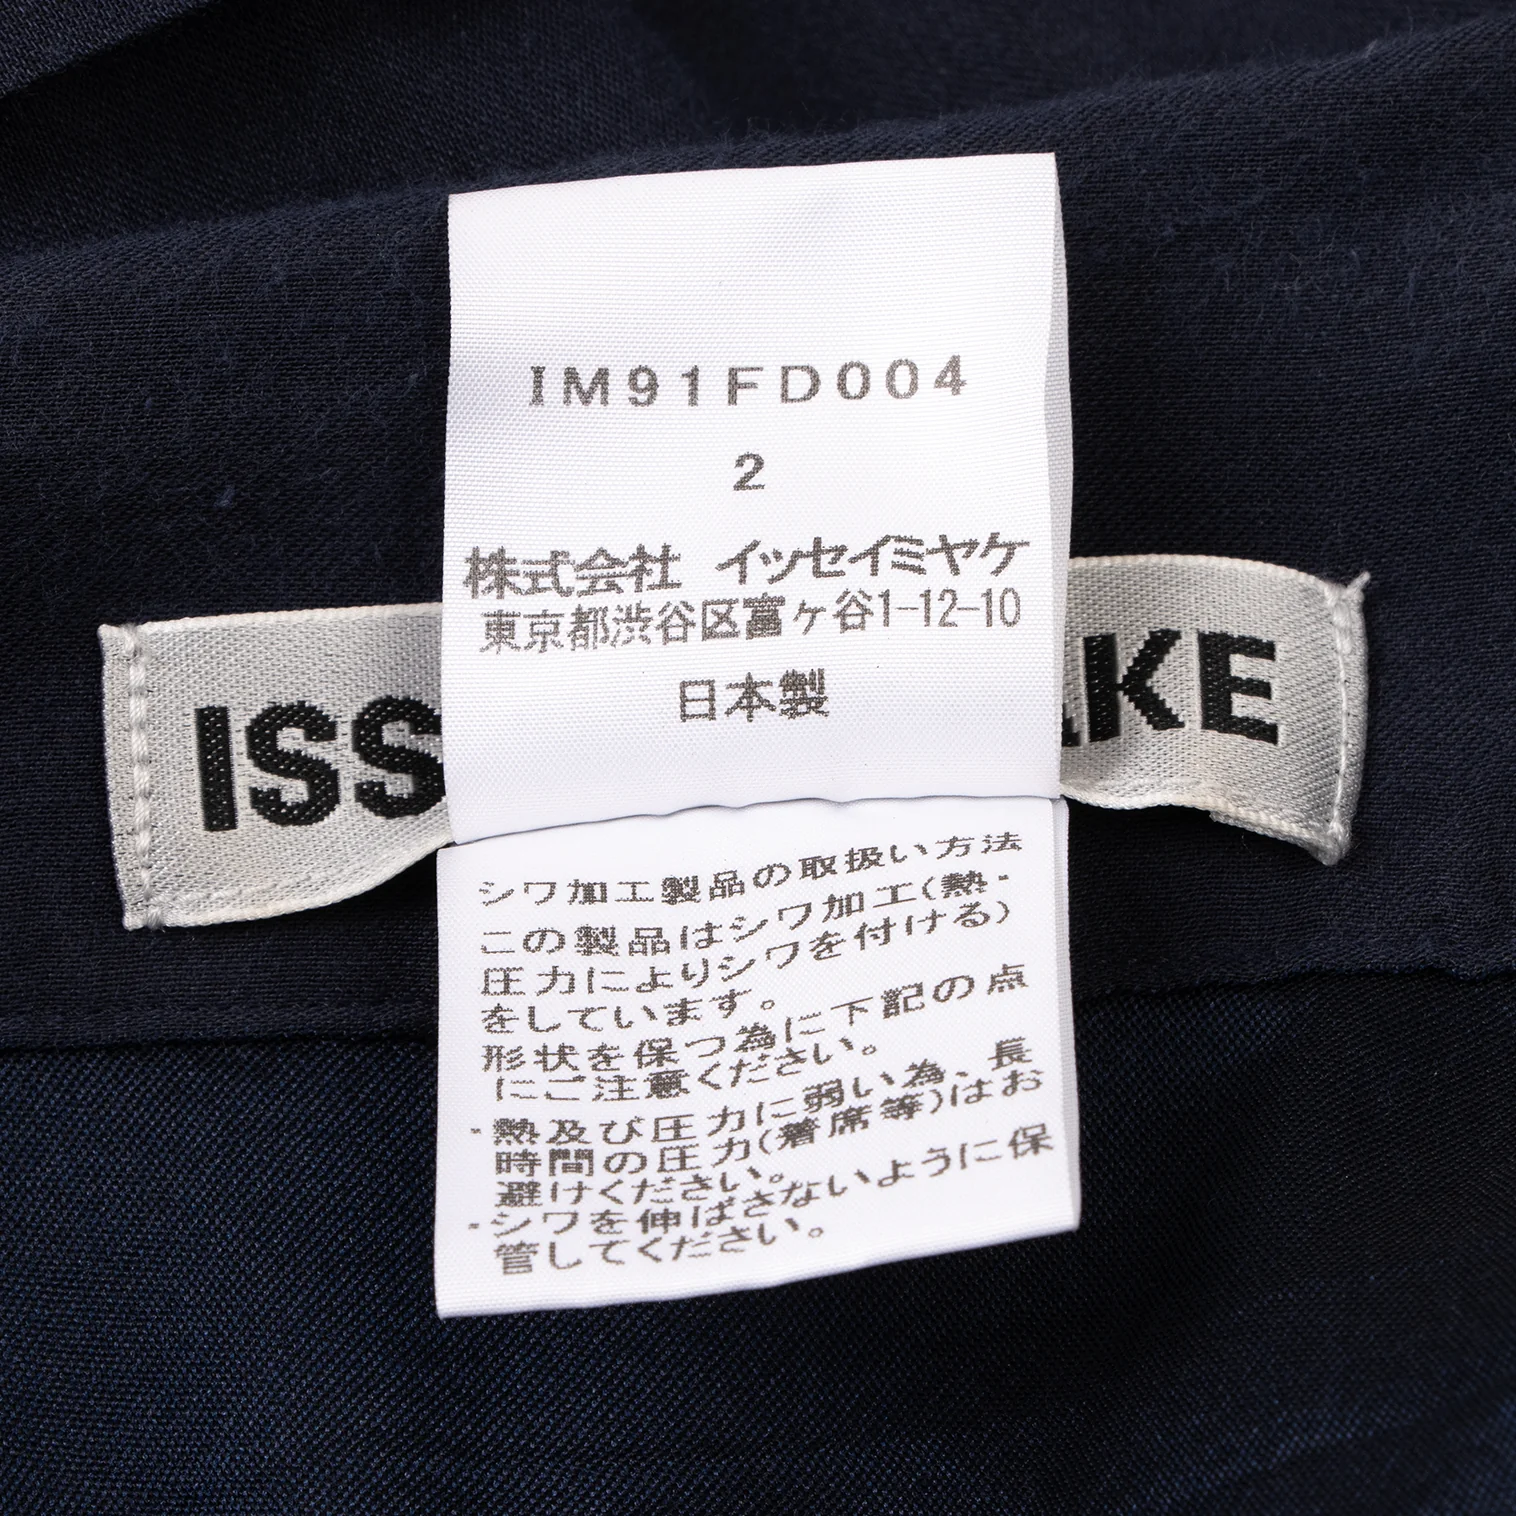 IM91FD004
2
株式会社 イッセイミヤケ
東京都渋谷区富ヶ谷1-12-10
日本製
ISS AKE
シワ加工製品の取扱い方法
この製品はシワ加工(熱・
圧力によりシワを付ける)
をしています。
形状を保つ為に下記の点
にご注意ください。
・熱及び圧力に弱い為、長
時間の圧力(着席等)はお
避けください。
・シワを伸ばさないように保
管してください。